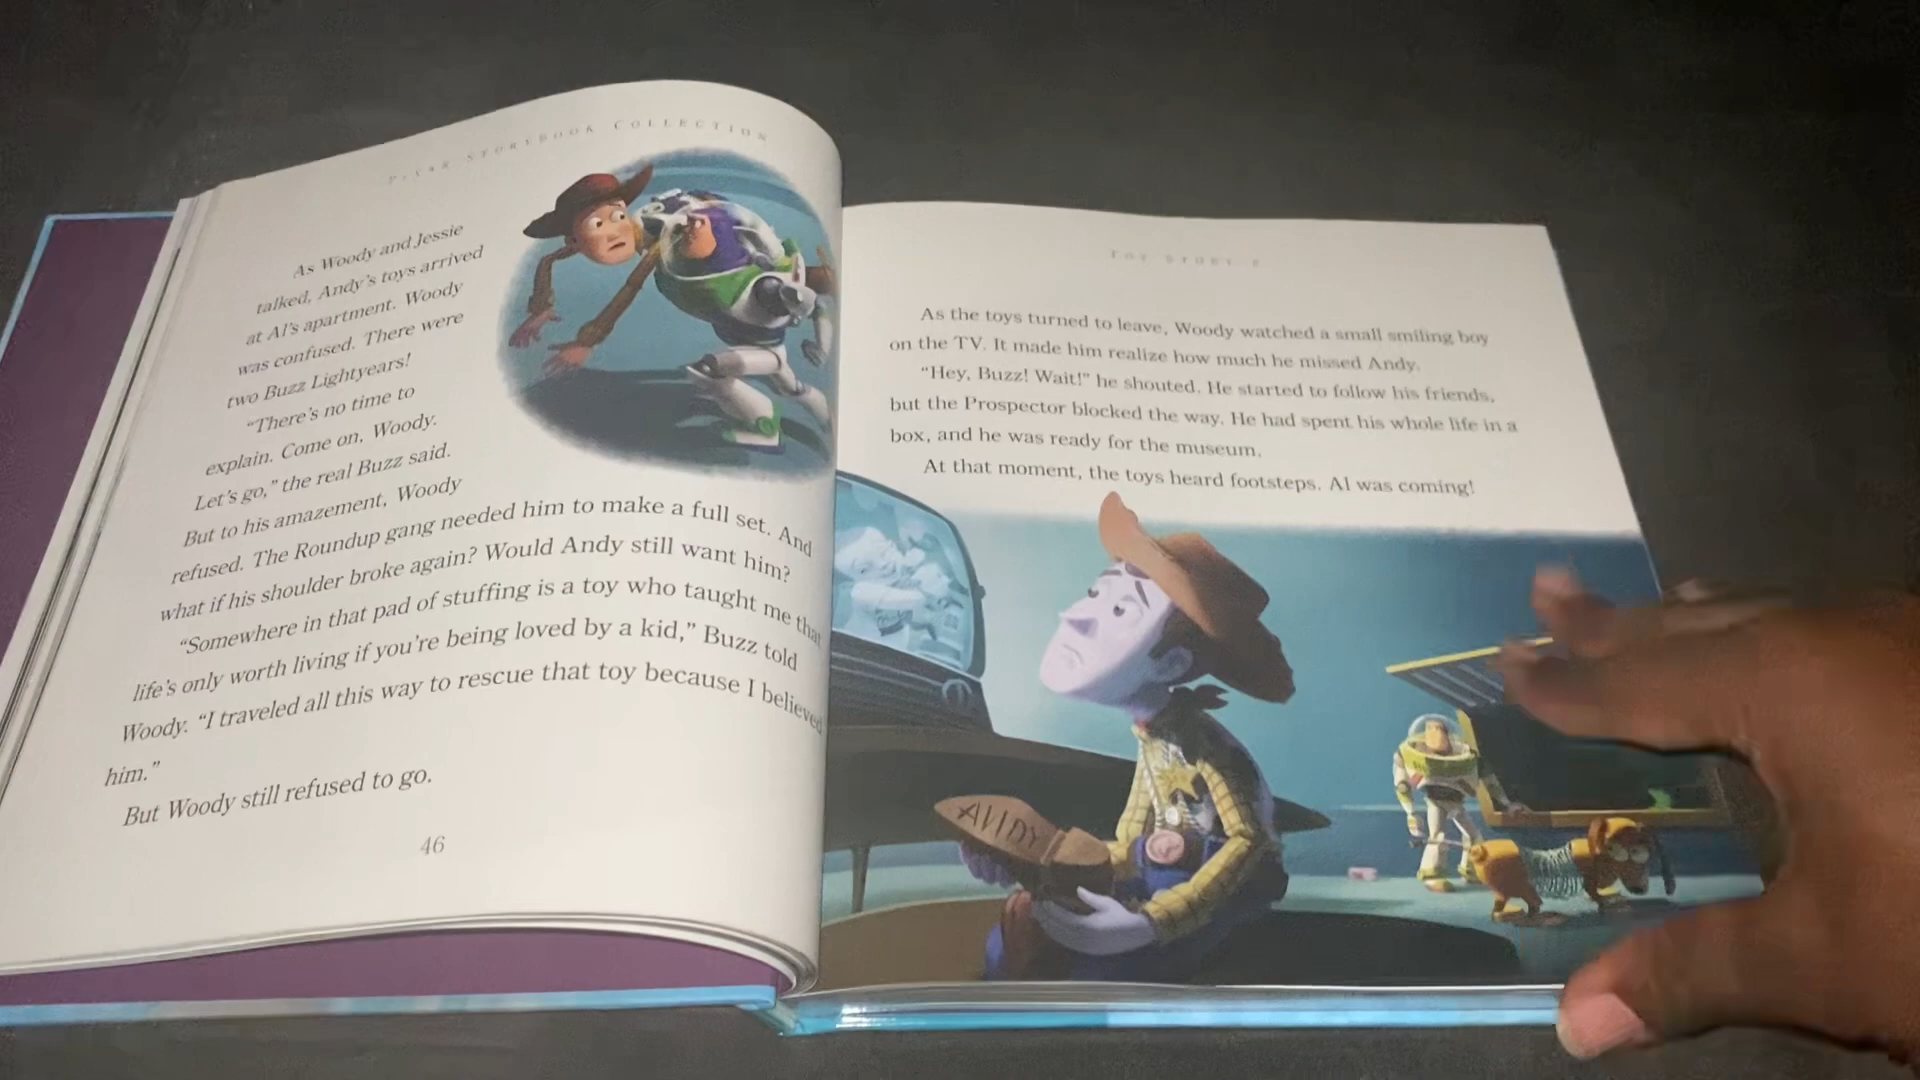 PIXAR STORYBOOK COLLECTION
As Woody and Jessie
talked, Andy's toys arrived
at Al's apartment. Woody
was confused. There were
two Buzz Lightyears!
"There's no time to
explain. Come on, Woody.
Let's go," the real Buzz said.
But to his amazement, Woody
refused. The Roundup gang needed him to make a full set. And
what if his shoulder broke again? Would Andy still want him?
"Somewhere in that pad of stuffing is a toy who taught me that
life's only worth living if you're being loved by a kid," Buzz told
Woody. "I traveled all this way to rescue that toy because I believed
him."
But Woody still refused to go.
46
TOY STORY 2
As the toys turned to leave, Woody watched a small smiling boy
on the TV. It made him realize how much he missed Andy.
"Hey, Buzz! Wait!" he shouted. He started to follow his friends,
but the Prospector blocked the way. He had spent his whole life in a
box, and he was ready for the museum.
At that moment, the toys heard footsteps. Al was coming!
ANDY